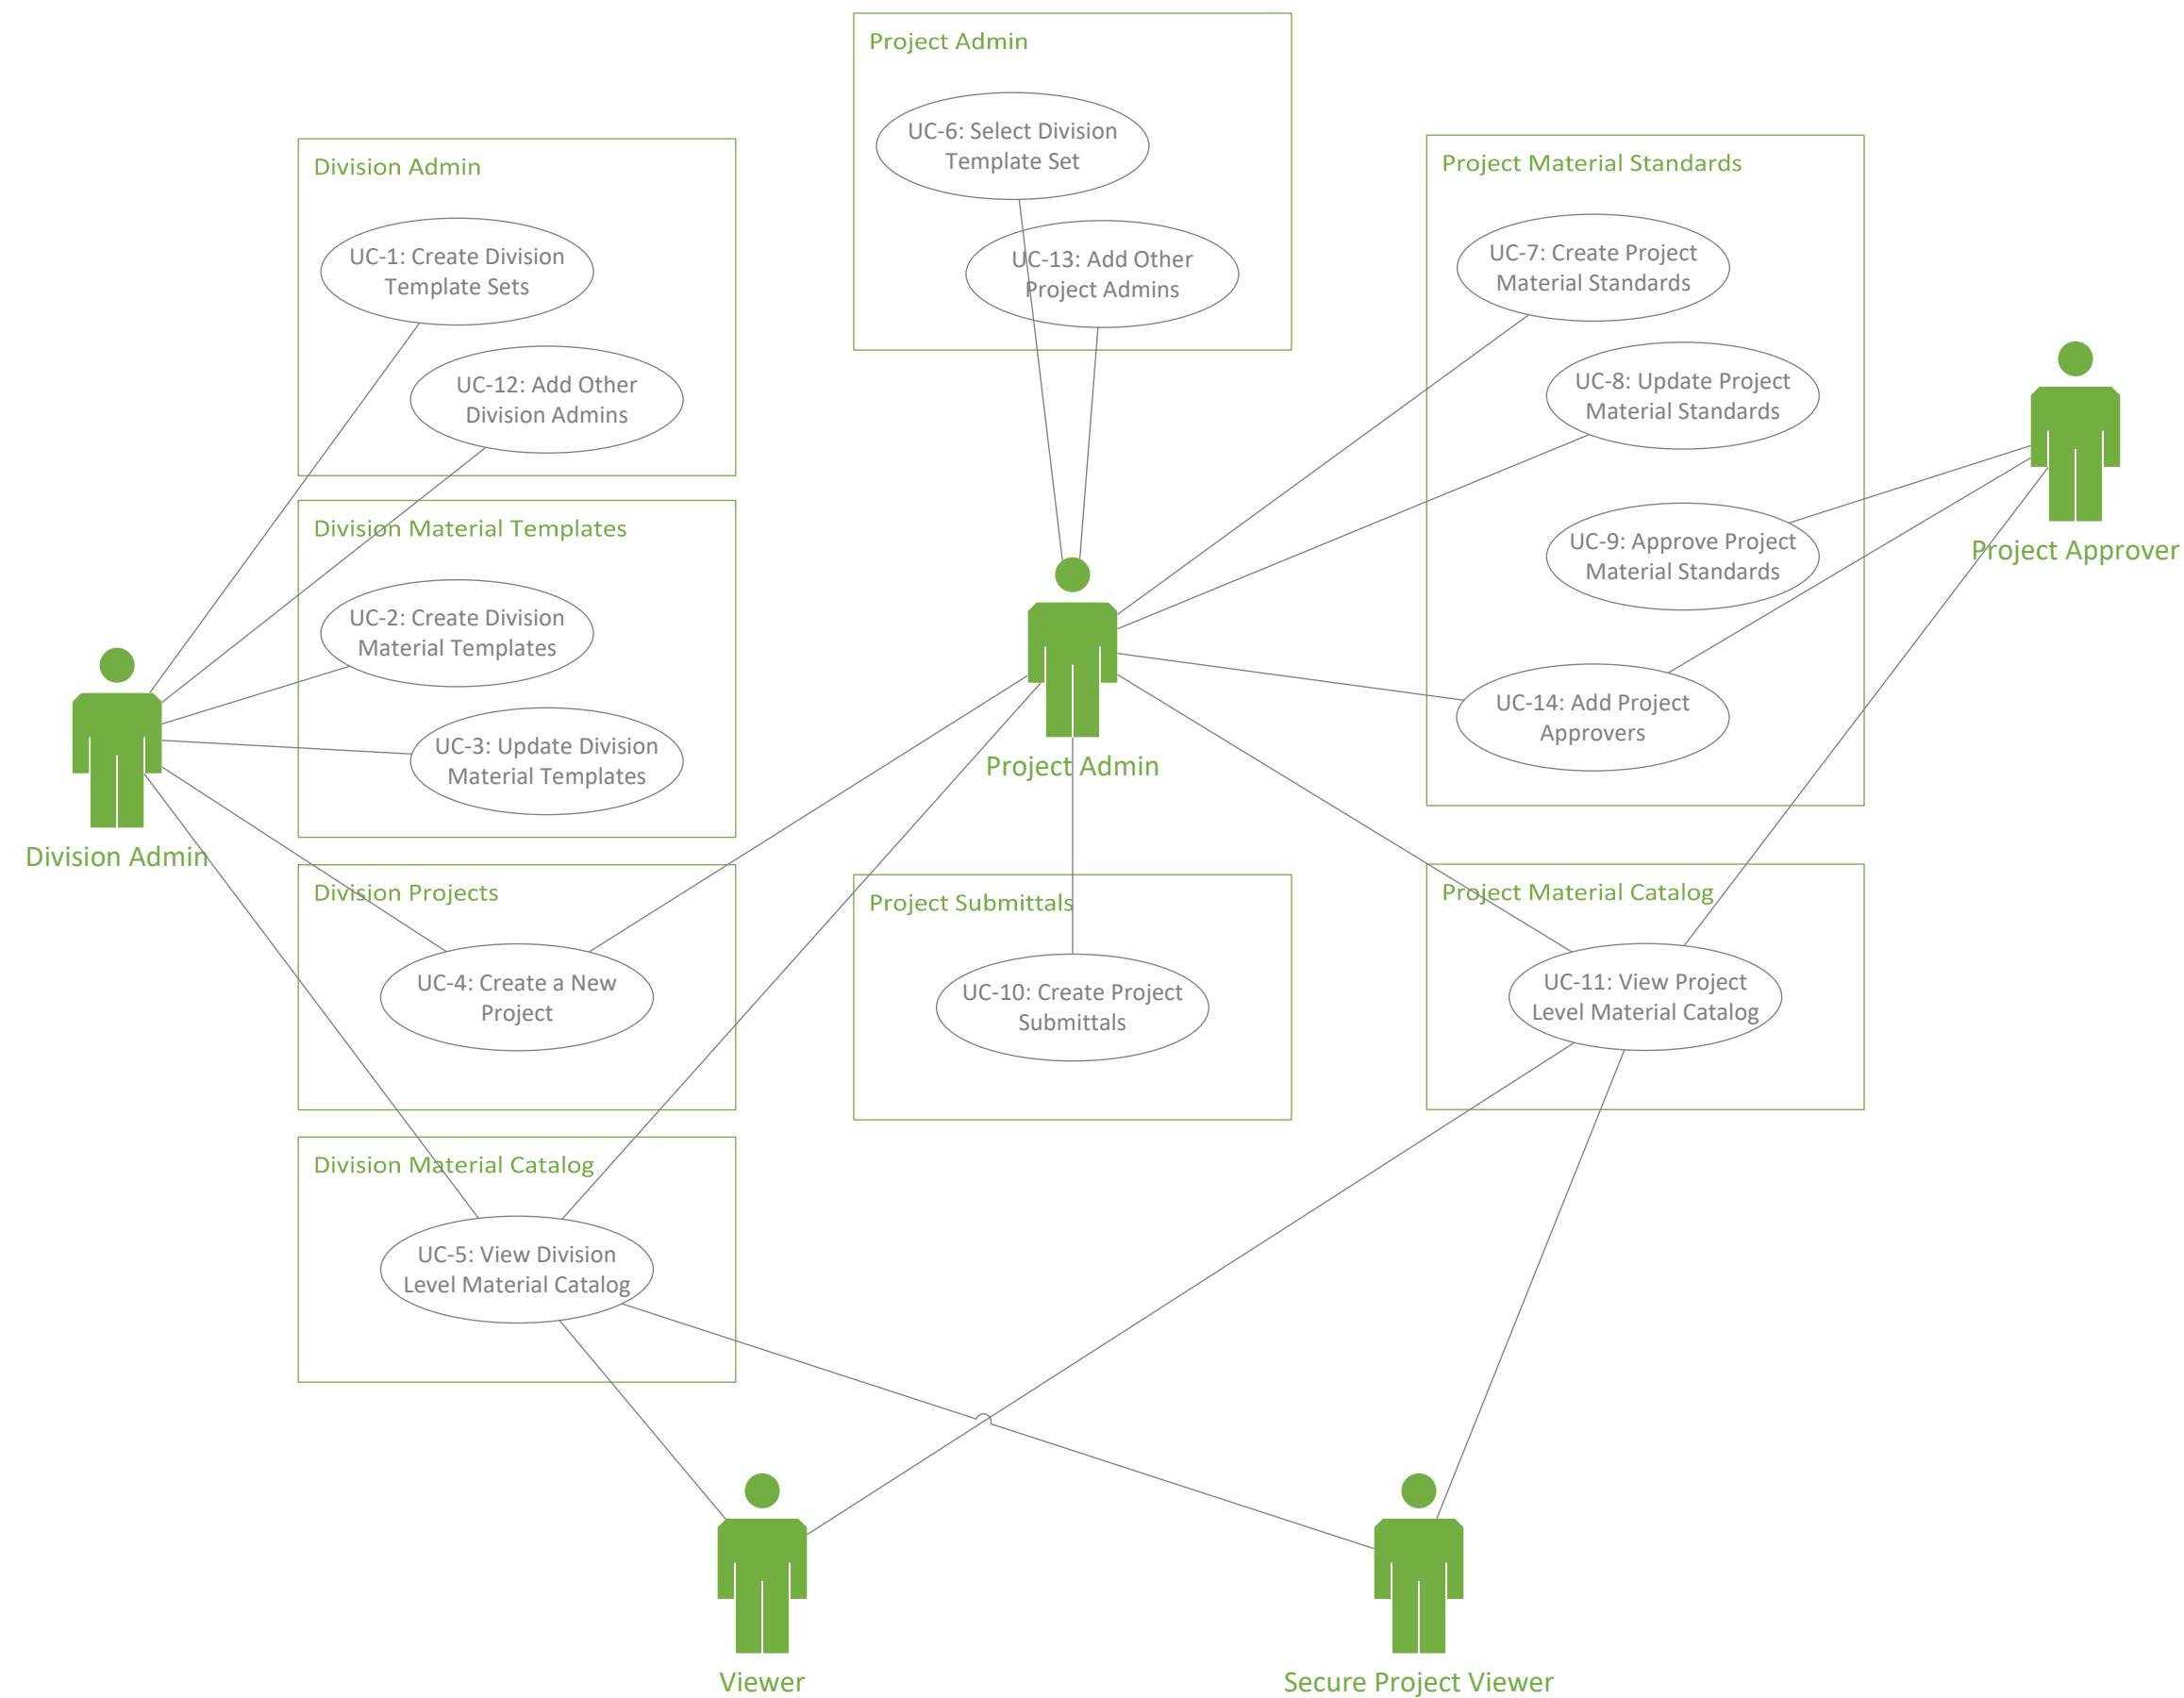 Project Admin
UC-6: Select Division
Template Set
UC-13: Add Other
Project Admins
Division Admin
UC-1: Create Division
Template Sets
UC-12: Add Other
Division Admins
Project Material Standards
UC-7: Create Project
Material Standards
UC-8: Update Project
Material Standards
UC-9: Approve Project
Material Standards
UC-14: Add Project
Approvers
Project Approver
Division Material Templates
UC-2: Create Division
Material Templates
UC-3: Update Division
Material Templates
Project Admin
Division Admin
Division Projects
UC-4: Create a New
Project
Project Submittals
UC-10: Create Project
Submittals
Project Material Catalog
UC-11: View Project
Level Material Catalog
Division Material Catalog
UC-5: View Division
Level Material Catalog
Viewer
Secure Project Viewer